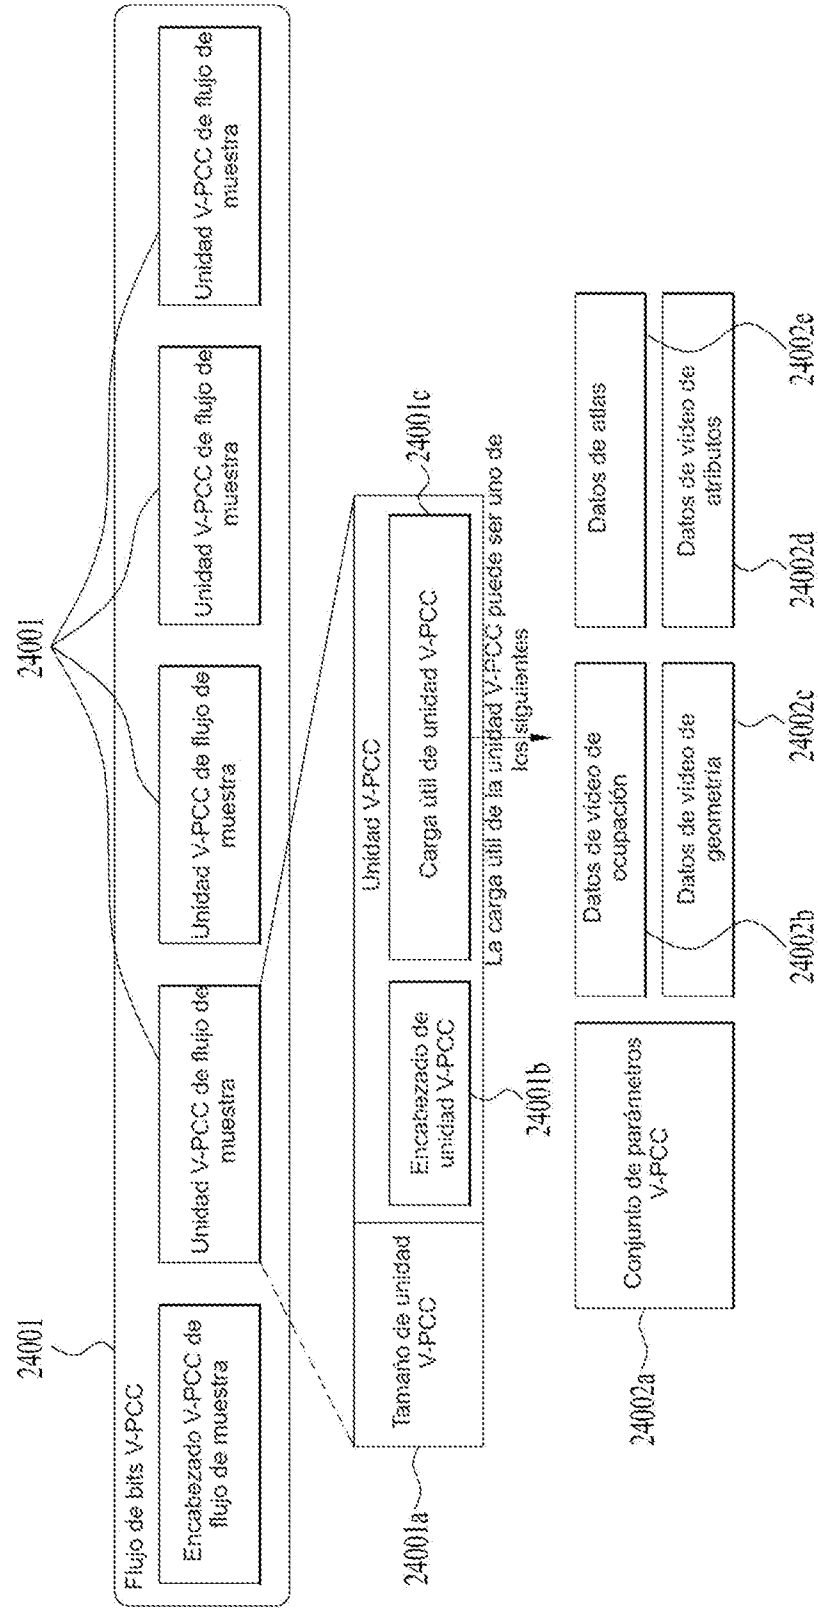 24001
24001
Flujo de bits V-PCC
Encabezado V-PCC de
flujo de muestra
Unidad V-PCC de flujo de
muestra
Unidad V-PCC de flujo de
muestra
Unidad V-PCC de flujo de
muestra
Unidad V-PCC de flujo de
muestra
Tamaño de unidad
V-PCC
24001a
Unidad V-PCC
Encabezado de
unidad V-PCC
24001b
Carga útil de unidad V-PCC
24001c
La carga útil de la unidad V-PCC puede ser uno de
los siguientes
Conjunto de parámetros
V-PCC
24002a
Datos de vídeo de
ocupación
24002b
Datos de vídeo de
geometría
24002c
Datos de atlas
24002e
Datos de vídeo de
atributos
24002d